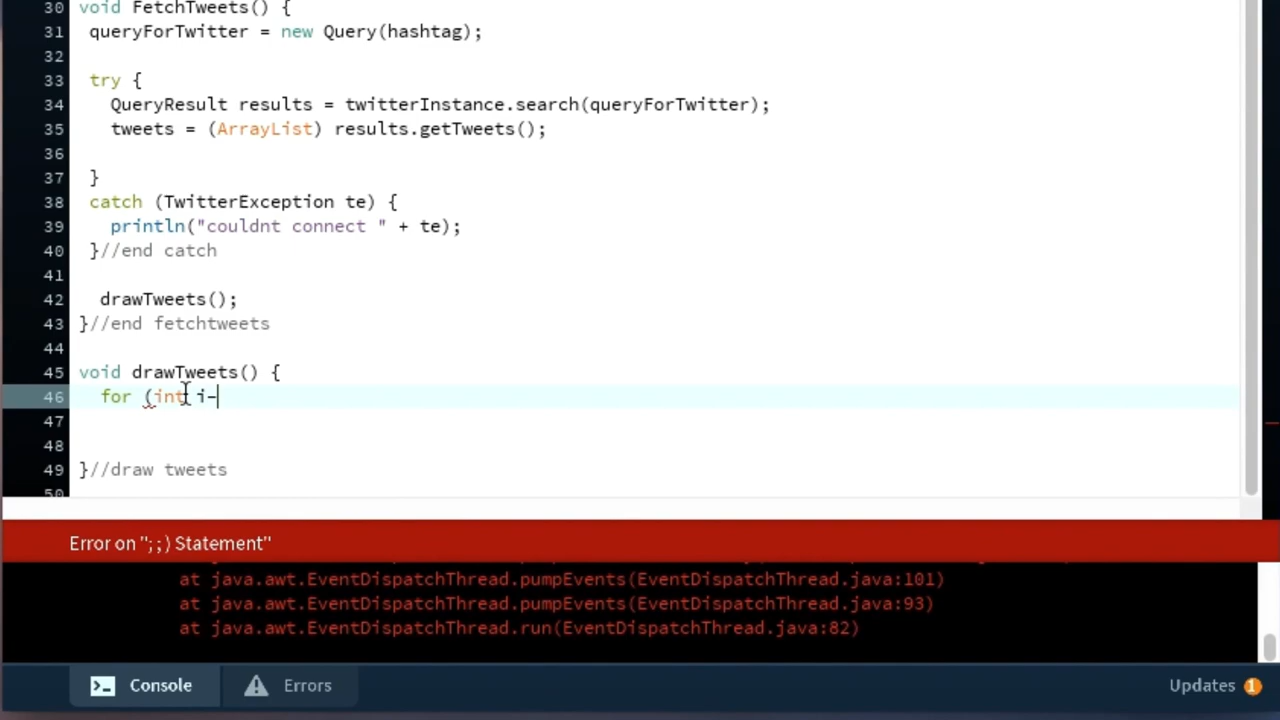 30 void FetchTweets() {
31 queryForTwitter = new Query(hashtag);
32
33 try {
34 QueryResult results = twitterInstance.search(queryForTwitter);
35 tweets = (ArrayList) results.getTweets();
36
37 }
38 catch (TwitterException te) {
39 println("couldnt connect " + te);
40 }//end catch
41
42 drawTweets();
43 }//end fetchtweets
44
45 void drawTweets() {
46 for (int i-
47
48
49 }//draw tweets
50
Error on ";;) Statement"
at java.awt.EventDispatchThread.pumpEvents(EventDispatchThread.java:101)
at java.awt.EventDispatchThread.pumpEvents(EventDispatchThread.java:93)
at java.awt.EventDispatchThread.run(EventDispatchThread.java:82)
Console Errors Updates 1